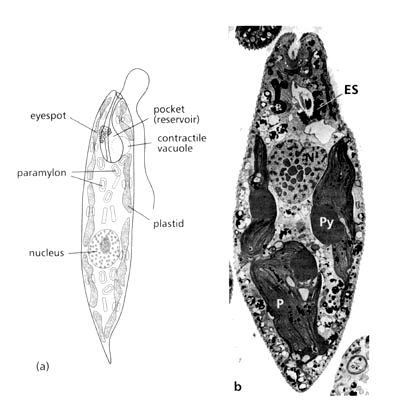 eyespot
pocket
(reservoir)
contractile
vacuole
paramylon
plastid
nucleus
(a)
ES
R
N
Py
P
b